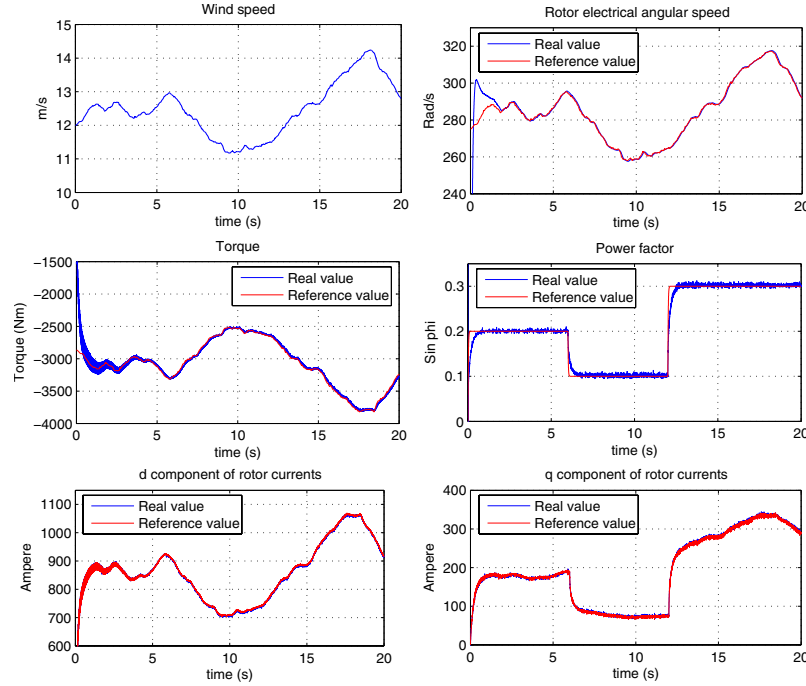 Wind speed
15
14
13
12
11
10
m/s
0 5 10 15 20
time (s)
Rotor electrical angular speed
Real value
Reference value
320
300
280
260
240
Rad/s
0 5 10 15 20
time (s)
Torque
Real value
Reference value
−1500
−2000
−2500
−3000
−3500
−4000
Torque (Nm)
0 5 10 15 20
time (s)
Power factor
Real value
Reference value
0.3
0.2
0.1
0
Sin phi
0 5 10 15 20
time (s)
d component of rotor currents
Real value
Reference value
1100
1000
900
800
700
600
Ampere
0 5 10 15 20
time (s)
q component of rotor currents
Real value
Reference value
400
300
200
100
0
Ampere
0 5 10 15 20
time (s)